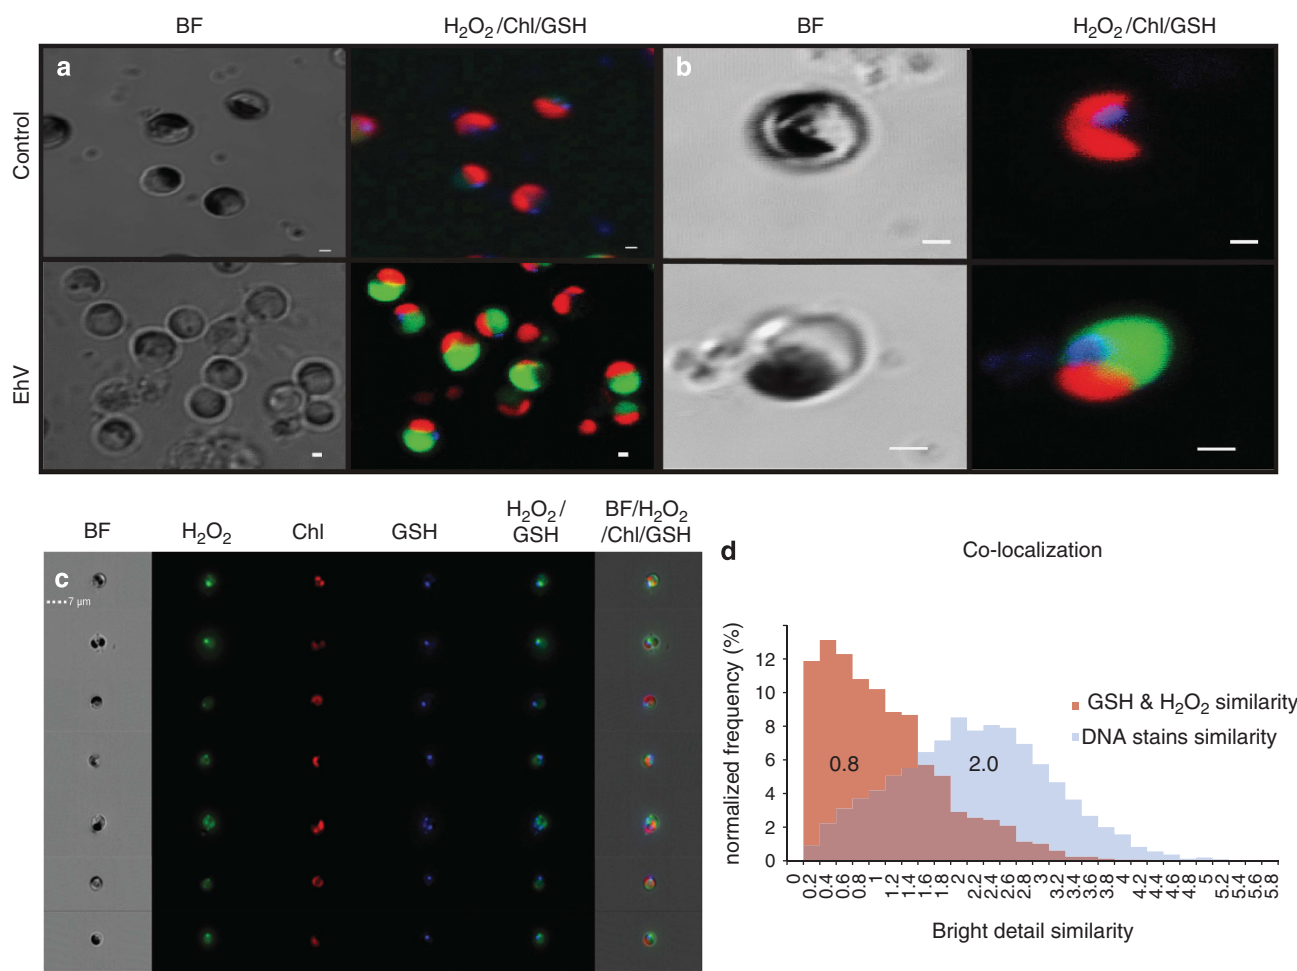 BF
H₂O₂/Chl/GSH
BF
H₂O₂/Chl/GSH
a
b
Control
EhV
BF
H₂O₂
Chl
GSH
H₂O₂/
GSH
BF/H₂O₂
/Chl/GSH
c
7 µm
d
Co-localization
normalized frequency (%)
12
10
8
6
4
2
0
0.8
2.0
GSH & H₂O₂ similarity
DNA stains similarity
0 0.2 0.4 0.6 0.8 1 1.2 1.4 1.6 1.8 2 2.2 2.4 2.6 2.8 3 3.2 3.4 3.6 3.8 4 4.2 4.4 4.6 4.8 5 5.2 5.4 5.6 5.8
Bright detail similarity